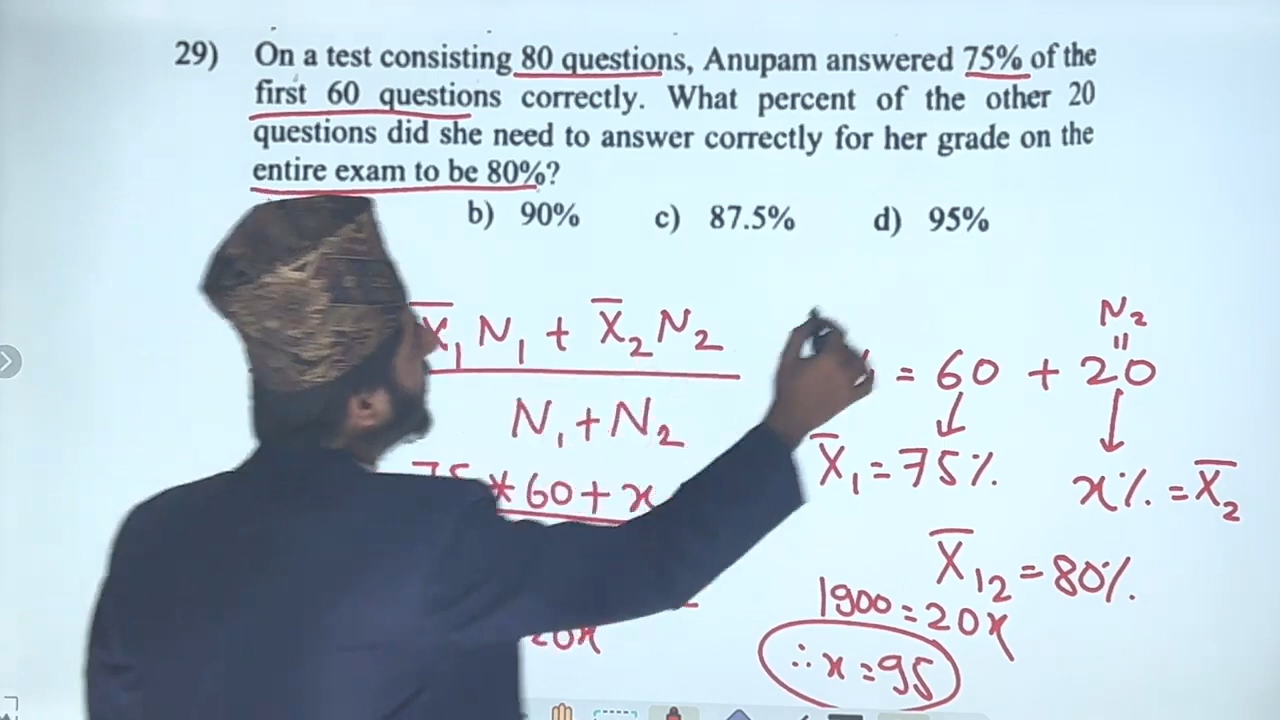 29) On a test consisting 80 questions, Anupam answered 75% of the
first 60 questions correctly. What percent of the other 20
questions did she need to answer correctly for her grade on the
entire exam to be 80%?
b) 90% c) 87.5% d) 95%
X̅₁N₁ + X̅₂N₂
N₁+N₂
N₂
॥
= 60 + 20
X̅₁ = 75% x% = X̅₂
75 * 60 + x
X̅₁₂ = 80%
1900 = 20x
20x
∴ x = 95